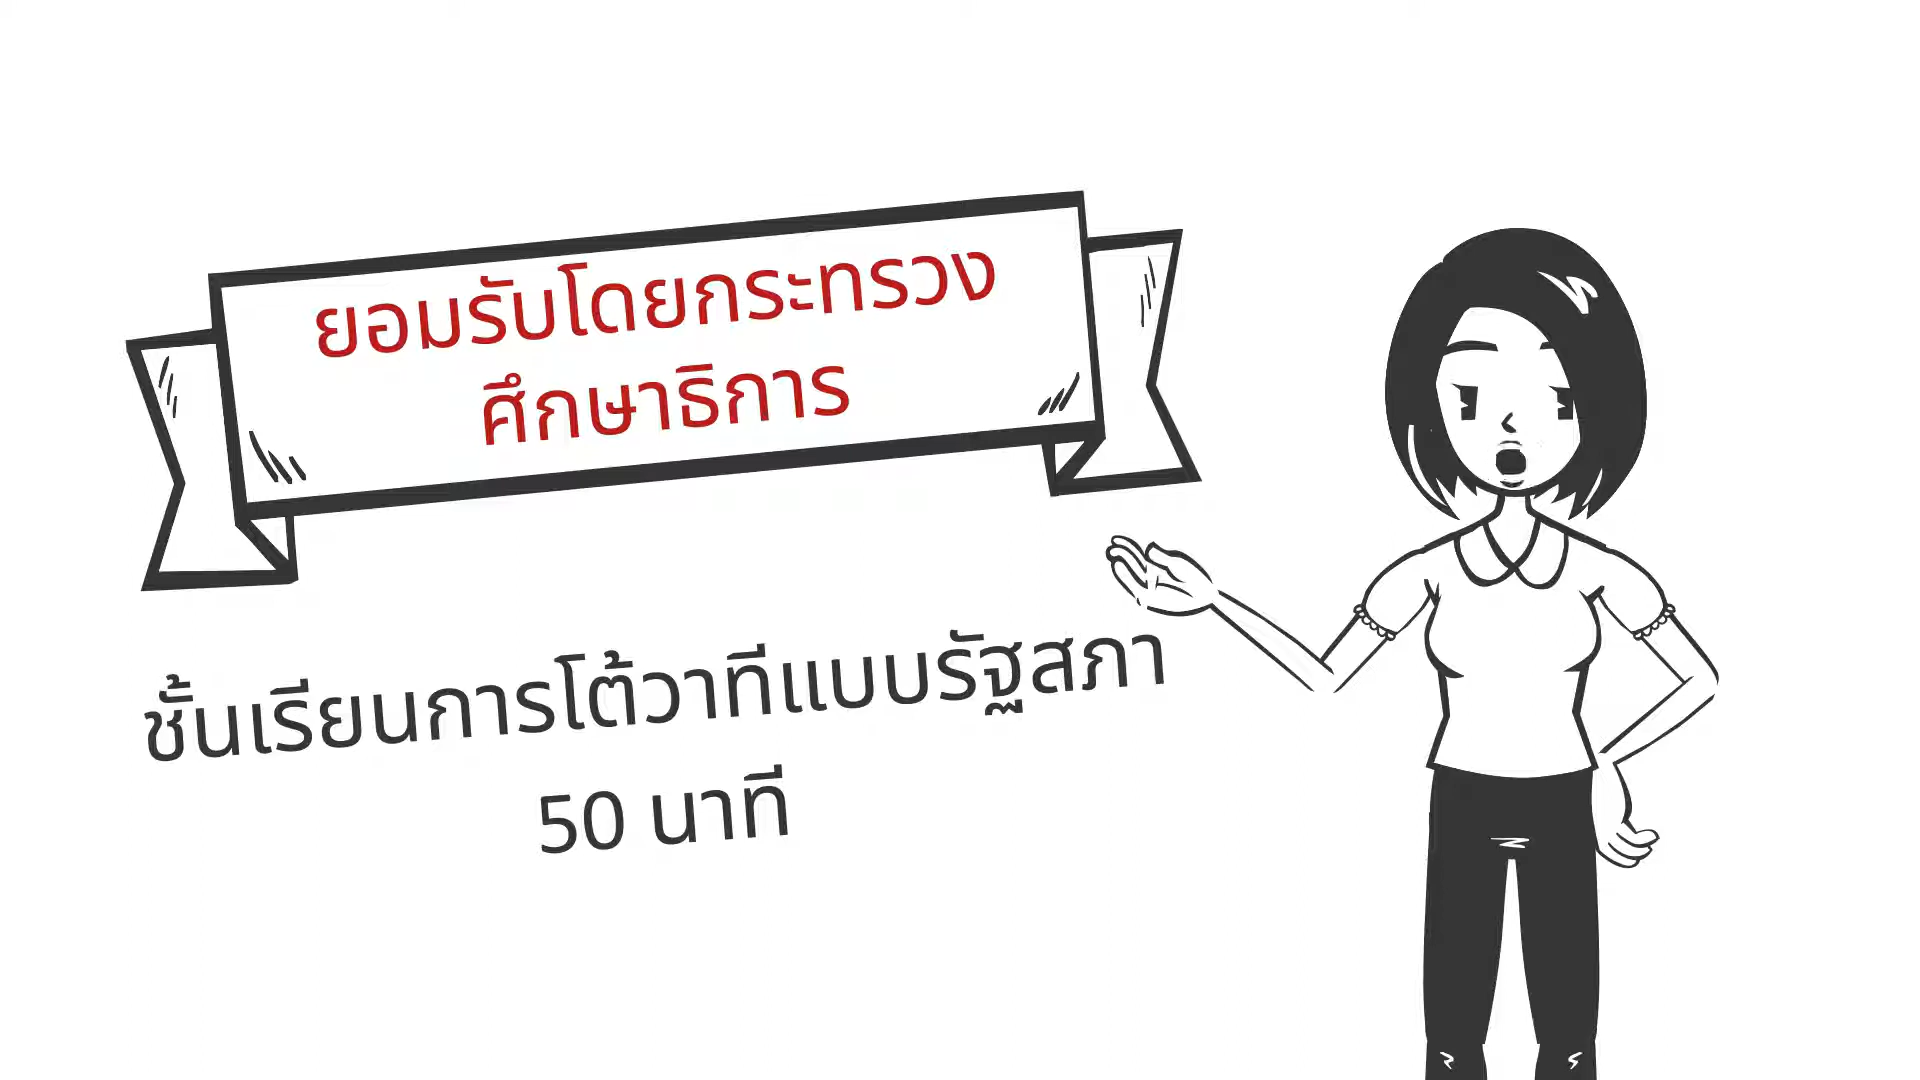 ยอมรับโดยกระทรวง
ศึกษาธิการ
ชั้นเรียนการโต้วาทีแบบรัฐสภา
50 นาที